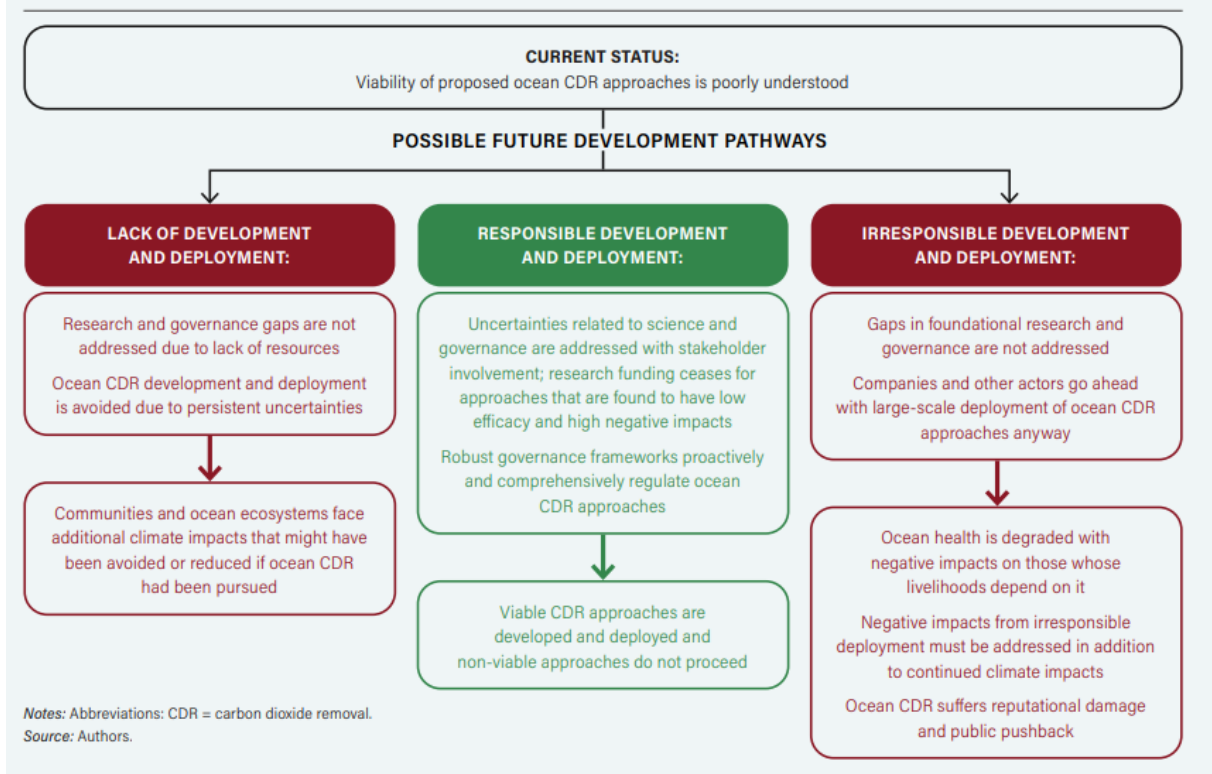 CURRENT STATUS:
Viability of proposed ocean CDR approaches is poorly understood
POSSIBLE FUTURE DEVELOPMENT PATHWAYS
LACK OF DEVELOPMENT
AND DEPLOYMENT:
Research and governance gaps are not
addressed due to lack of resources
Ocean CDR development and deployment
is avoided due to persistent uncertainties
Communities and ocean ecosystems face
additional climate impacts that might have
been avoided or reduced if ocean CDR
had been pursued
RESPONSIBLE DEVELOPMENT
AND DEPLOYMENT:
Uncertainties related to science and
governance are addressed with stakeholder
involvement; research funding ceases for
approaches that are found to have low
efficacy and high negative impacts
Robust governance frameworks proactively
and comprehensively regulate ocean
CDR approaches
Viable CDR approaches are
developed and deployed and
non-viable approaches do not proceed
IRRESPONSIBLE DEVELOPMENT
AND DEPLOYMENT:
Gaps in foundational research and
governance are not addressed
Companies and other actors go ahead
with large-scale deployment of ocean CDR
approaches anyway
Ocean health is degraded with
negative impacts on those whose
livelihoods depend on it
Negative impacts from irresponsible
deployment must be addressed in addition
to continued climate impacts
Ocean CDR suffers reputational damage
and public pushback
Notes: Abbreviations: CDR = carbon dioxide removal.
Source: Authors.